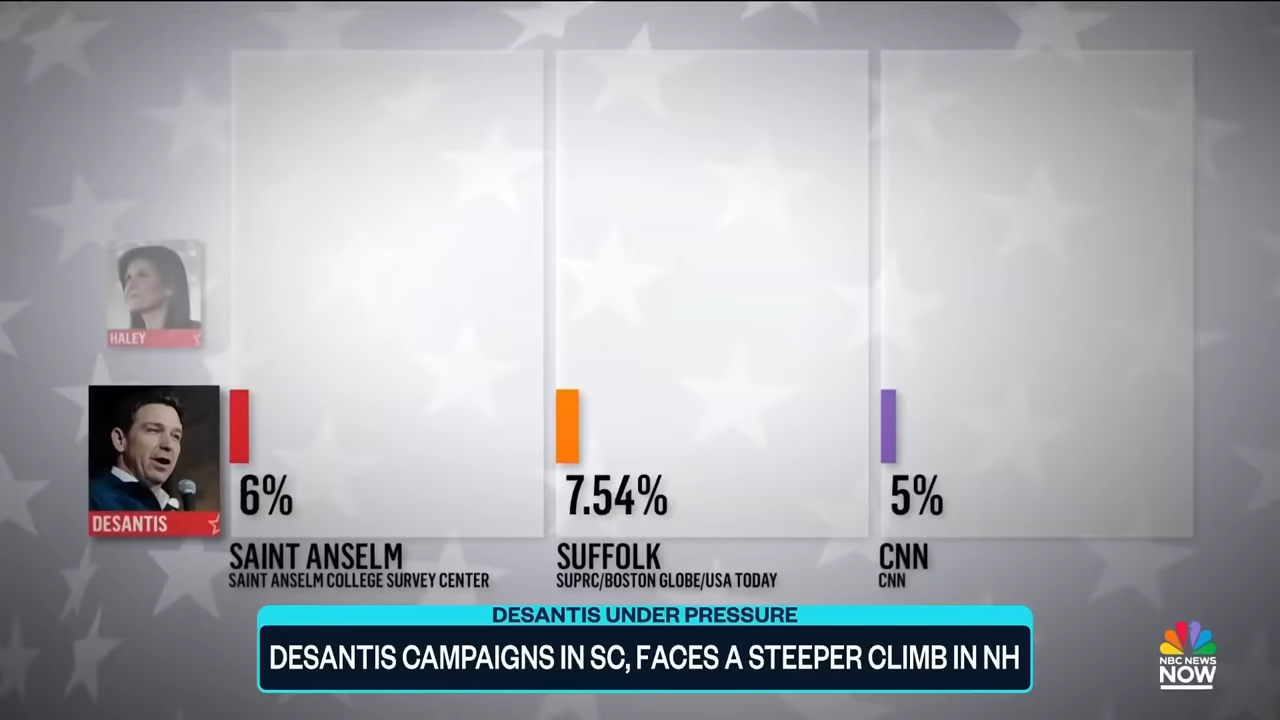 HALEY
DESANTIS
6%
7.54%
5%
SAINT ANSELM
SAINT ANSELM COLLEGE SURVEY CENTER
SUFFOLK
SUPRC/BOSTON GLOBE/USA TODAY
CNN
CNN
DESANTIS UNDER PRESSURE
DESANTIS CAMPAIGNS IN SC, FACES A STEEPER CLIMB IN NH
NBC NEWS
NOW